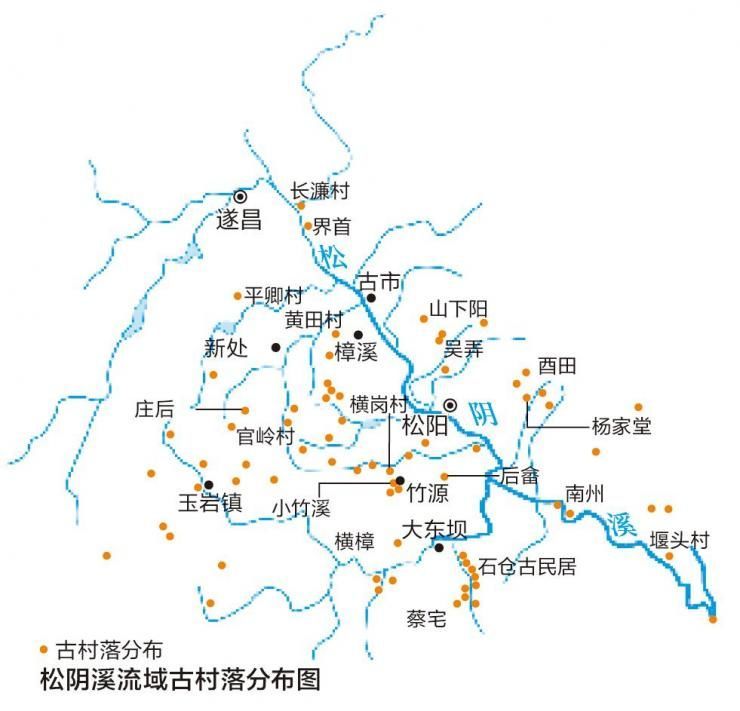 长濂村
遂昌
界首
松
古市
平卿村
山下阳
黄田村
新处
樟溪
吴弄
酉田
庄后
横岗村
松阳
阴
杨家堂
官岭村
后畲
玉岩镇
小竹溪
竹源
南州
大东坝
溪
横樟
堰头村
石仓古民居
蔡宅
古村落分布
松阴溪流域古村落分布图